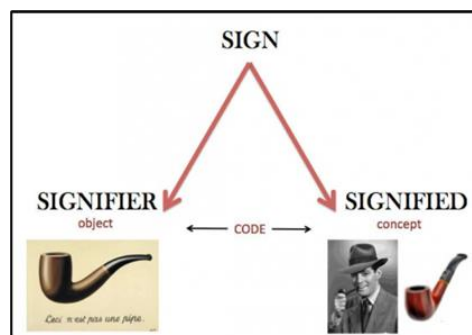 SIGN
SIGNIFIER
object
CODE
SIGNIFIED
concept
Ceci n'est pas une pipe.